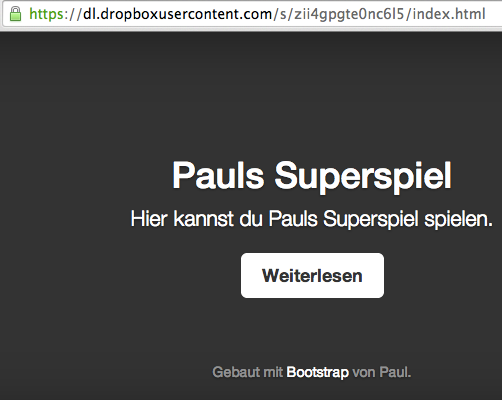 https://dl.dropboxusercontent.com/s/zii4gpgte0nc6l5/index.html
Pauls Superspiel
Hier kannst du Pauls Superspiel spielen.
Weiterlesen
Gebaut mit Bootstrap von Paul.